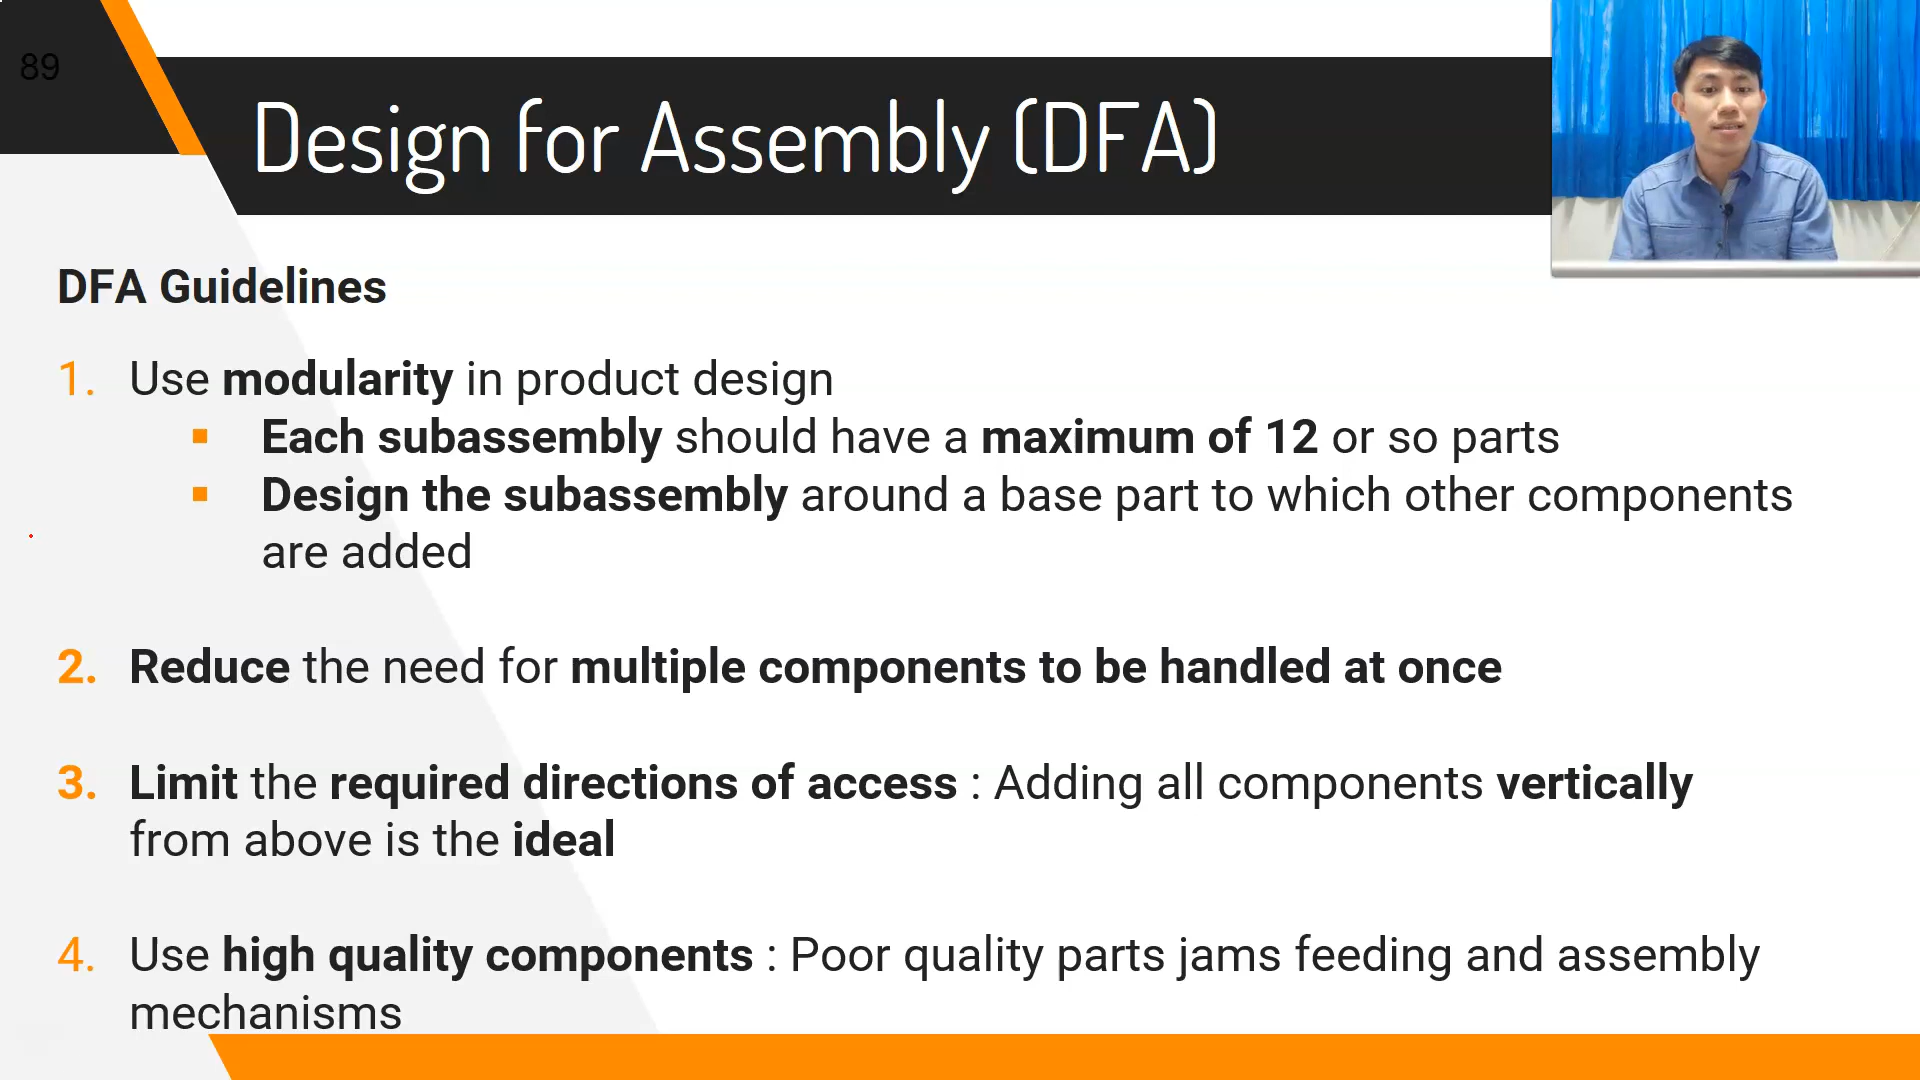 89
Design for Assembly (DFA)
DFA Guidelines
1. Use modularity in product design
▪ Each subassembly should have a maximum of 12 or so parts
▪ Design the subassembly around a base part to which other components
are added
2. Reduce the need for multiple components to be handled at once
3. Limit the required directions of access : Adding all components vertically
from above is the ideal
4. Use high quality components : Poor quality parts jams feeding and assembly
mechanisms